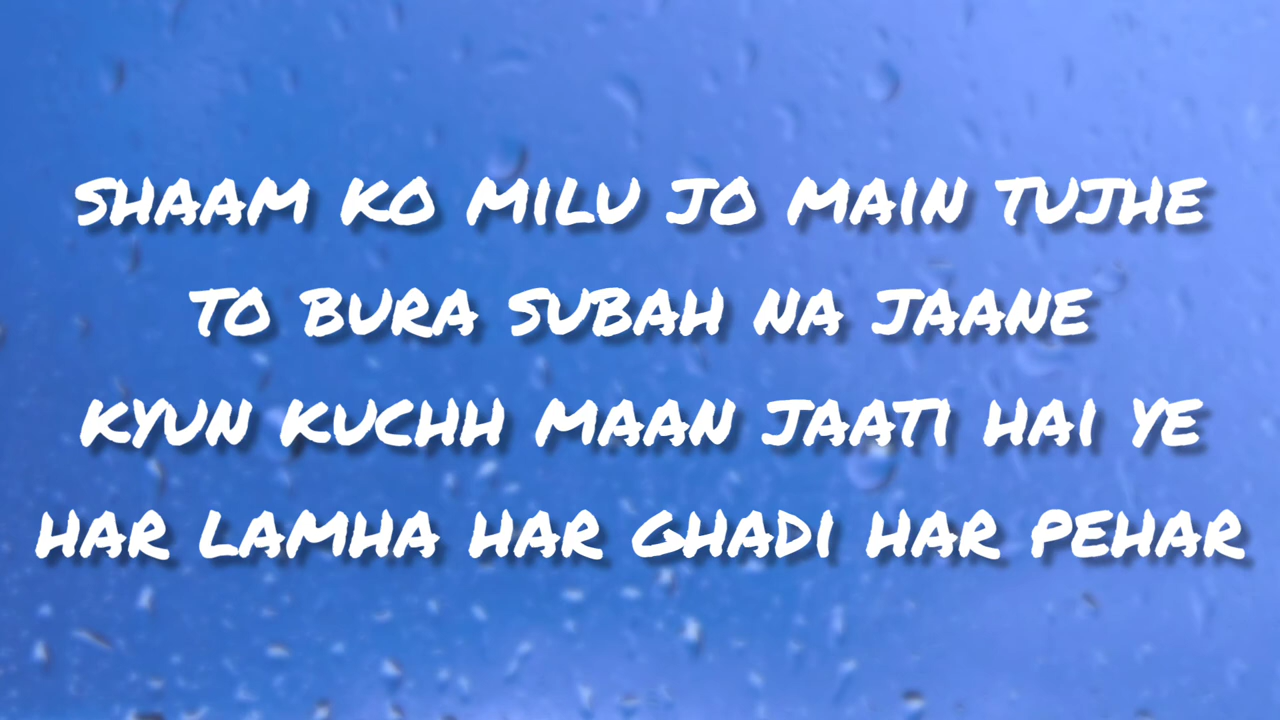 SHAAM KO MILU JO MAIN TUJHE
TO BURA SUBAH NA JAANE
KYUN KUCHH MAAN JAATI HAI YE
HAR LAMHA HAR GHADI HAR PEHAR